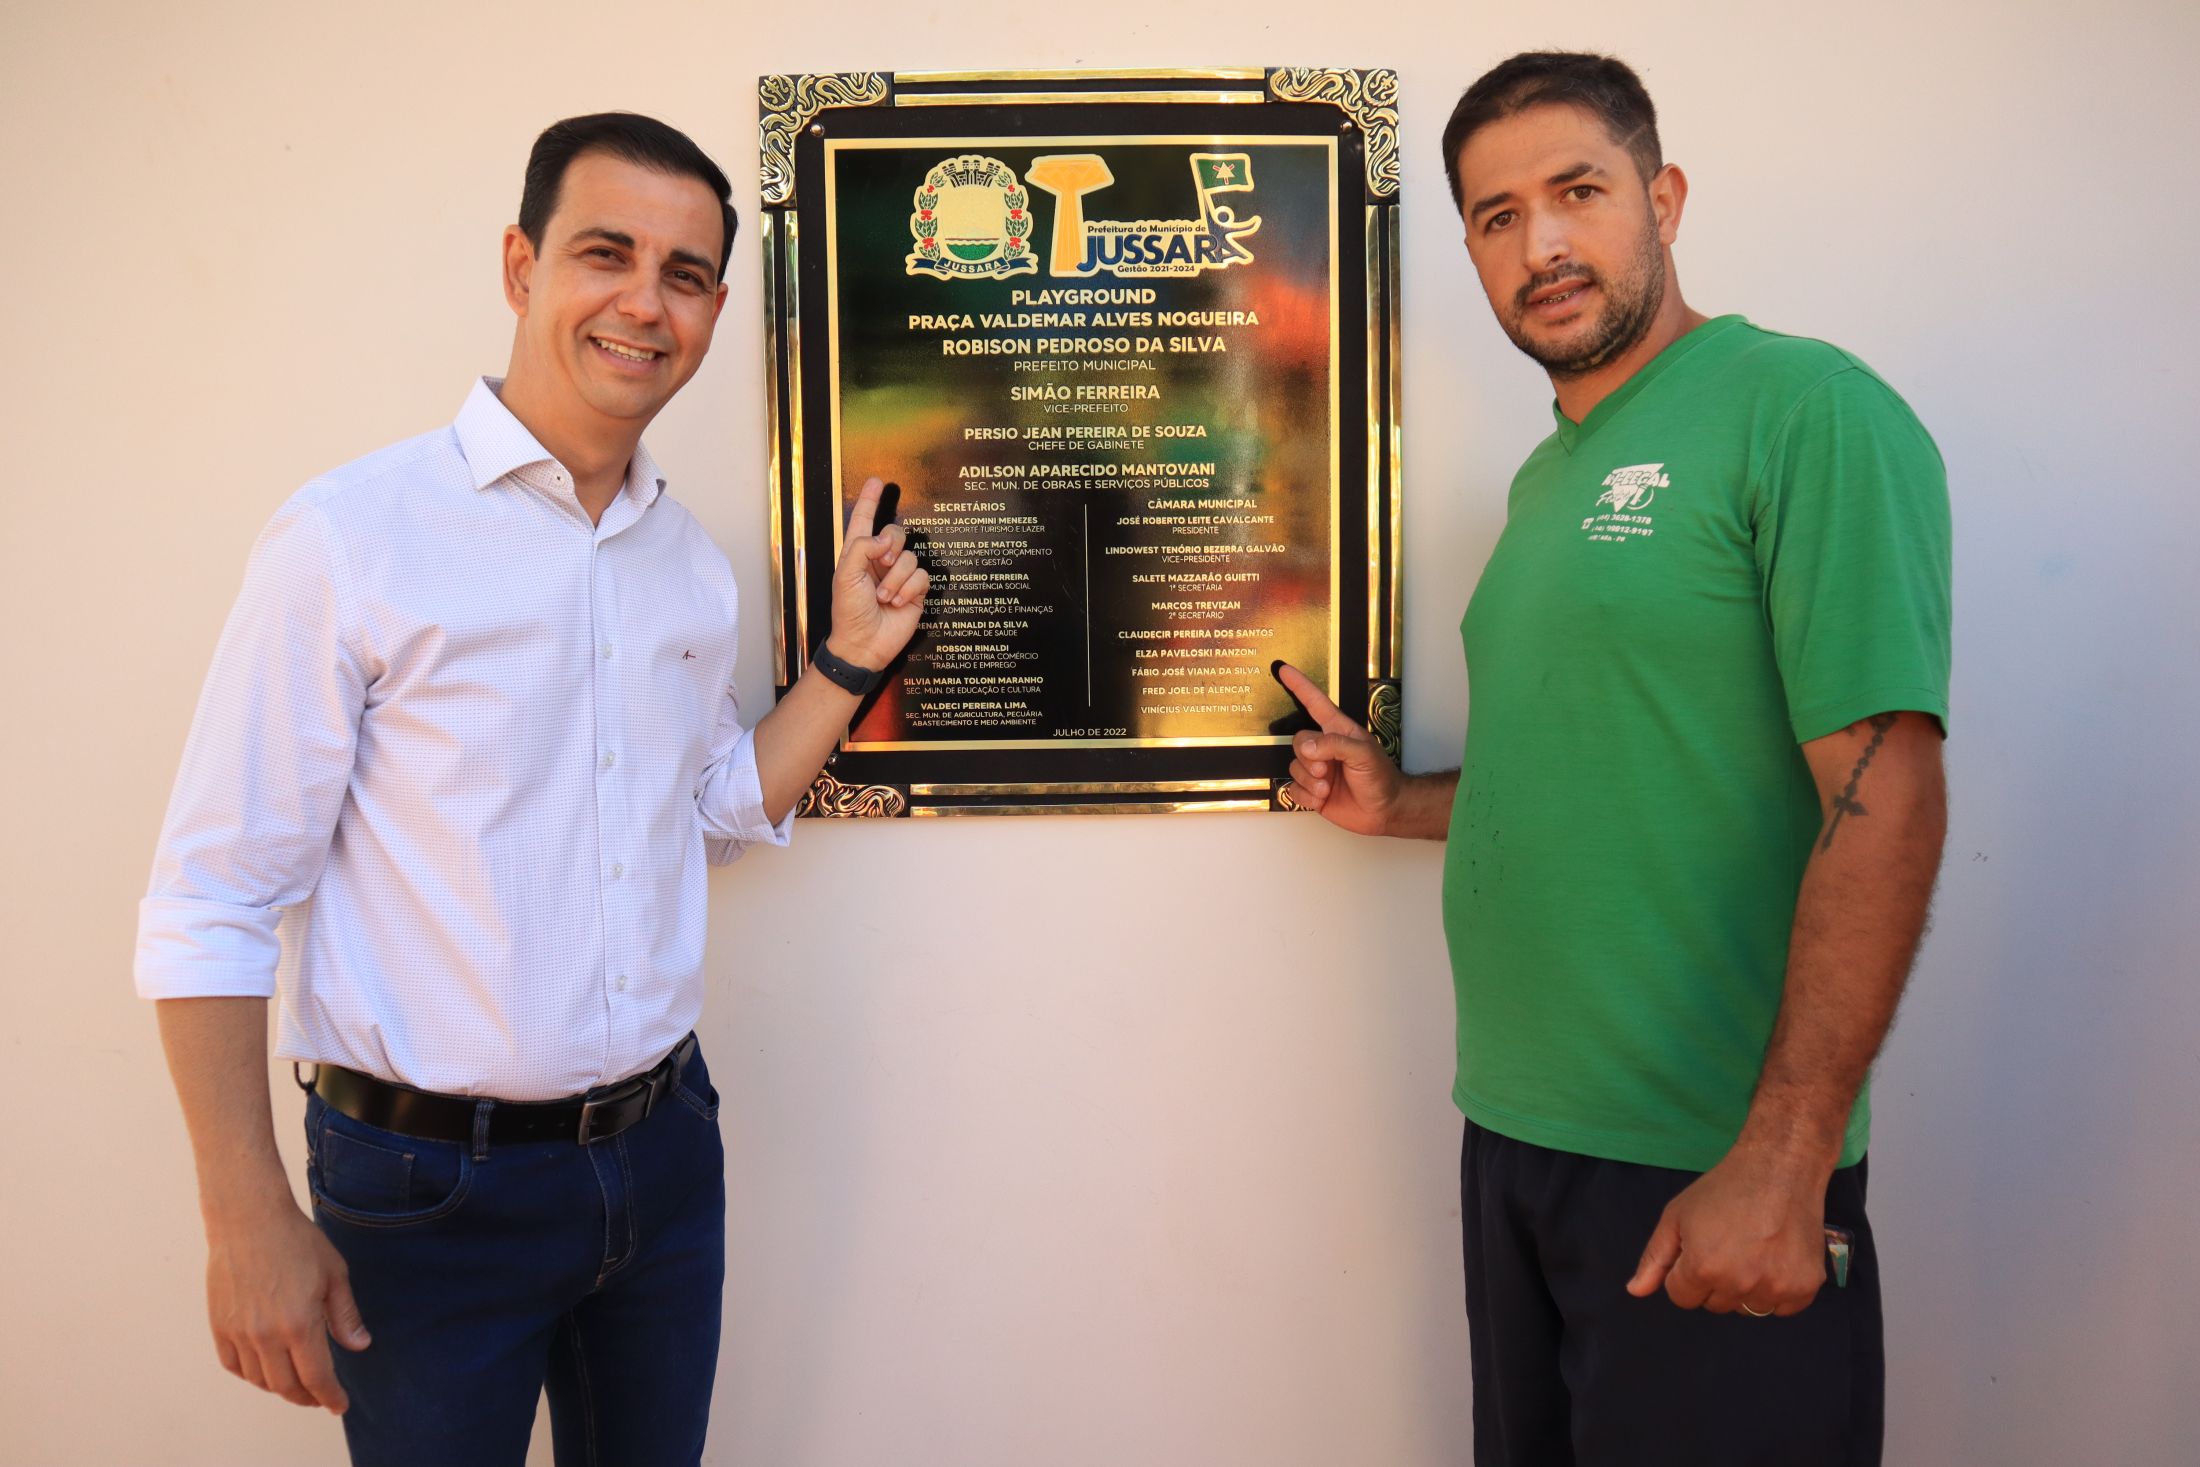 JUSSARA
Prefeitura do Município de
JUSSARA
Gestão 2021-2024
PLAYGROUND
PRAÇA VALDEMAR ALVES NOGUEIRA
ROBISON PEDROSO DA SILVA
PREFEITO MUNICIPAL
SIMÃO FERREIRA
VICE-PREFEITO
PERSIO JEAN PEREIRA DE SOUZA
CHEFE DE GABINETE
ADILSON APARECIDO MANTOVANI
SEC. MUN. DE OBRAS E SERVIÇOS PÚBLICOS
SECRETÁRIOS
ANDERSON JACOMINI MENEZES
MUN. DE ESPORTE TURISMO E LAZER
AILTON VIEIRA DE MATTOS
MUN. DE PLANEJAMENTO ORÇAMENTO
ECONOMIA E GESTÃO
ROGÉRIO FERREIRA
MUN. DE ASSISTÊNCIA SOCIAL
REGINA RINALDI SILVA
DE ADMINISTRAÇÃO E FINANÇAS
RENATA RINALDI DA SILVA
SEC. MUNICIPAL DE SAÚDE
ROBSON RINALDI
SEC. MUN. DE INDÚSTRIA COMÉRCIO
TRABALHO E EMPREGO
SILVIA MARIA TOLONI MARANHO
SEC. MUN. DE EDUCAÇÃO E CULTURA
VALDECI PEREIRA LIMA
SEC. MUN. DE AGRICULTURA, PECUÁRIA
ABASTECIMENTO E MEIO AMBIENTE
CÂMARA MUNICIPAL
JOSÉ ROBERTO LEITE CAVALCANTE
PRESIDENTE
LINDOWEST TENÓRIO BEZERRA GALVÃO
VICE-PRESIDENTE
SALETE MAZZARÃO GUIETTI
1ª SECRETÁRIA
MARCOS TREVIZAN
2º SECRETÁRIO
CLAUDECIR PEREIRA DOS SANTOS
ELZA PAVELOSKI RANZONI
FÁBIO JOSÉ VIANA DA SILVA
FRED JOEL DE ALENCAR
VINÍCIUS VALENTINI DIAS
JULHO DE 2022
3628-1378
99912-9197